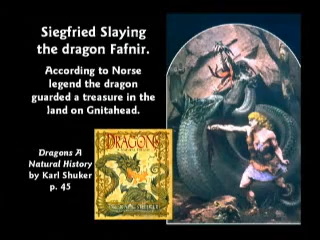 Siegfried Slaying
the dragon Fafnir.
According to Norse
legend the dragon
guarded a treasure in the
land on Gnitahead.
Dragons A
Natural History
by Karl Shuker
p. 45
DRAGONS